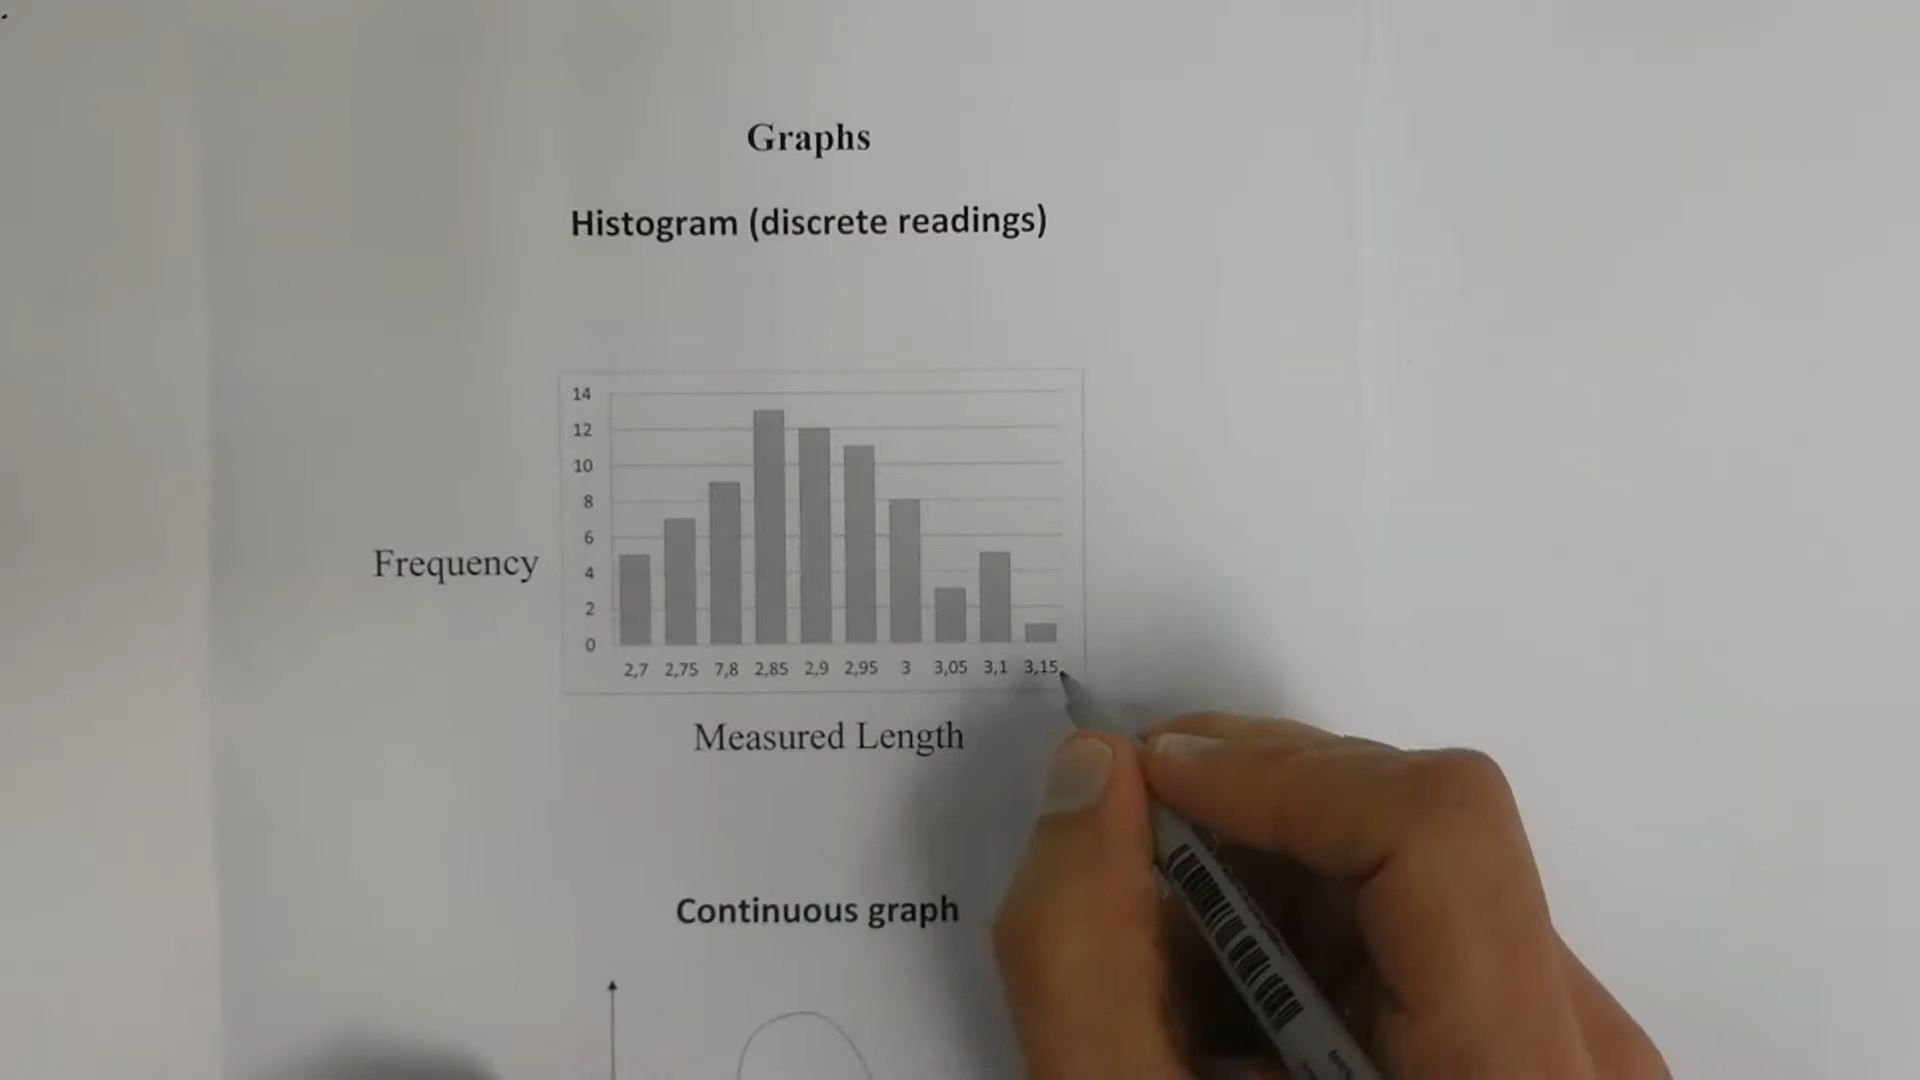 Graphs
Histogram (discrete readings)
14
12
10
8
6
Frequency
4
2
0
2,7 2,75 7,8 2,85 2,9 2,95 3 3,05 3,1 3,15
Measured Length
Continuous graph